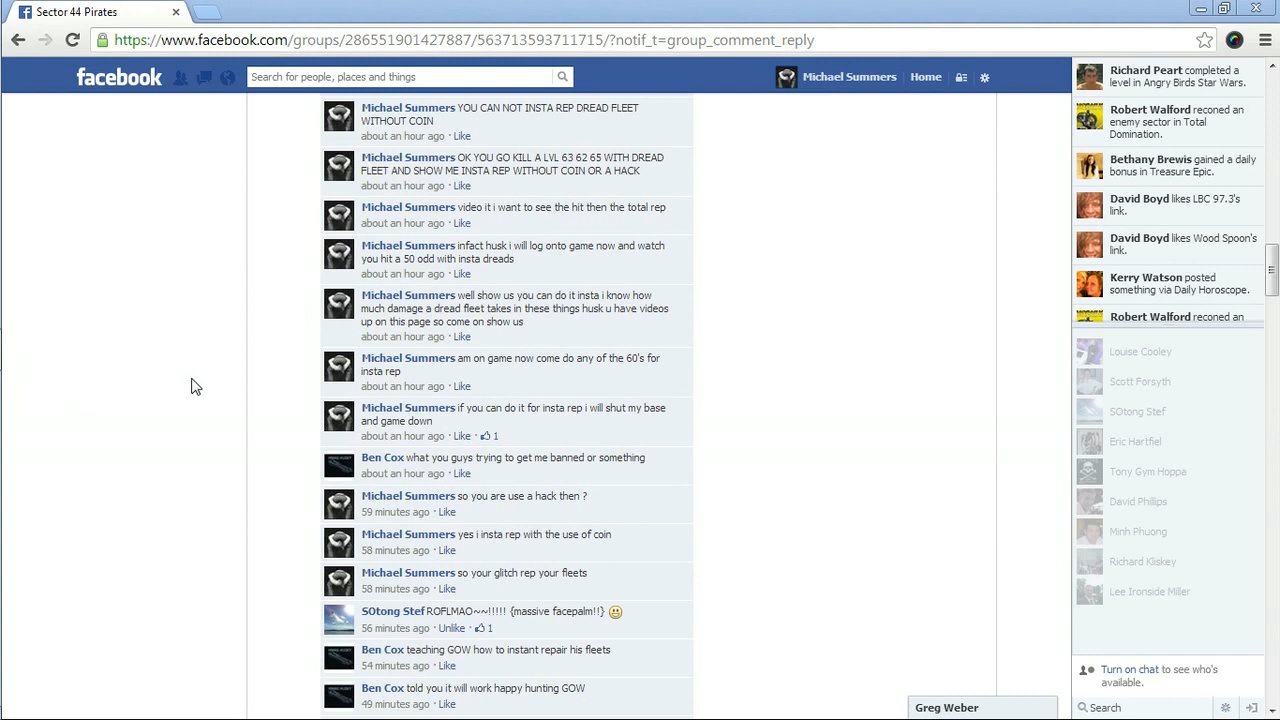 Sector 44 Pirates
https://www.facebook.com/groups/286551901427887/563713593711715/?notif_t=group_comment_reply
facebook
Search for people, places and things
Michael Summers
Home
Michael Summers YOU CAN NOT INSTA REP DREAD FLEET
WITHOUT COIN
about an hour ago · Like
Michael Summers OK YOU GO KILL A LVL 63 62 65 WITH DREAD
FLEET AND SHOW ME INSTA REP WITHOUT COIN OR A HACK
about an hour ago · Like
Michael Summers you might want to send me some of the too
about an hour ago · Like
Michael Summers infact hank i will log on to game now and watch
you hit a 50 odd with insta dreads
about an hour ago · Like
Michael Summers well show us you can do it insta i know how
much damage a dread fleet takes in these things heck i have videos
up on this page so come on show us
about an hour ago · Like
Michael Summers am on now come do any of the 60's for
insta rep
about an hour ago · Like
Michael Summers if you can do it for insta rep i will shut my fb
and game down
about an hour ago · Like · 1
Ben Cox what you guys trying to get me banned or something
about an hour ago · Like
Michael Summers so you are use a hack then ?
59 minutes ago · Like
Michael Summers yes i insta rep with the use of coin
58 minutes ago · Like
Michael Summers so your ghon rep your fleets
58 minutes ago · Like
SOtong Stef ROFLMAO~~!!!!! {massive facepalm!!}
56 minutes ago · Unlike · 1
Ben Cox teaching GOW how to instant repair his DNX
54 minutes ago · Like
Ben Cox told you it will work am hunting GOW
49 minutes ago · Like
Richard Peart completed a
level in Angry Birds Star Wars.
Robert Walford reconed an
enemy sector in Total
Domination.
Bethany Brewis gained a daily
bonus in Treasure Epic.
David Boyd likes LBC 97.3's
link.
David Boyd likes Wood Spain's
link.
Kerry Watson posted
something via Daily Horoscope.
Robert Walford reconed an
Louise Cooley
Scott Forsyth
SOtong Stef
Eric Hartfiel
Tony Gym Hoppa
David Phillips
Minh Phuong
Richard Kliskey
Lee Ironside Miller
Turn on chat to see who's
available.
Search
Greg Weber